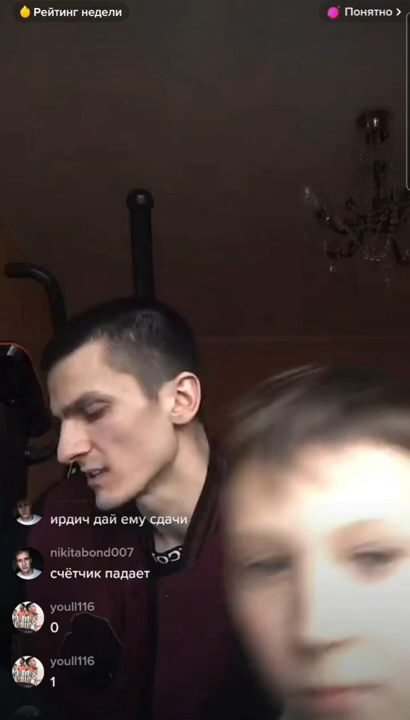 Рейтинг недели
Понятно >
ирдич дай ему сдачи
nikitabond007
счётчик падает
youll116
0
youll116
1